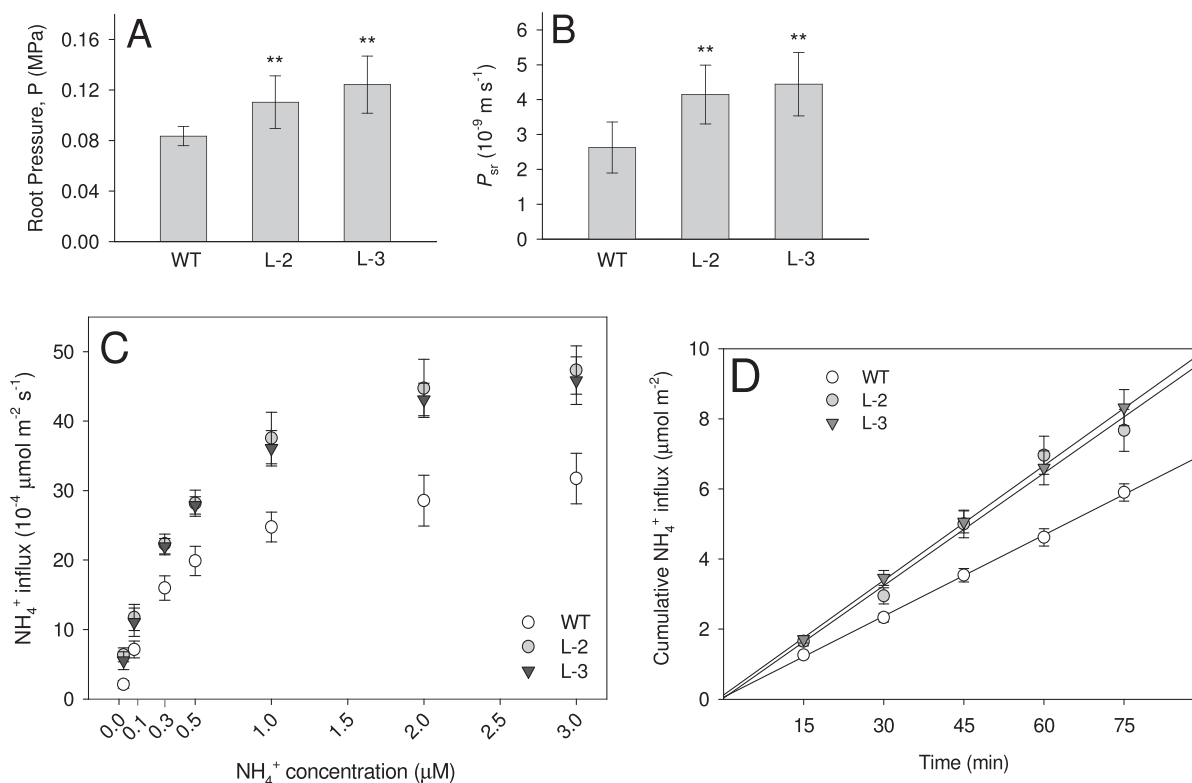 A
Root Pressure, P (MPa)
0.16
0.12
0.08
0.04
0.00
** **
WT L-2 L-3
B
P_sr (10⁻⁹ m s⁻¹)
6
5
4
3
2
1
0
** **
WT L-2 L-3
C
NH₄⁺ influx (10⁻⁴ µmol m⁻² s⁻¹)
50
40
30
20
10
0
WT
L-2
L-3
0.0 0.1 0.3 0.5 1.0 1.5 2.0 2.5 3.0
NH₄⁺ concentration (µM)
D
Cumulative NH₄⁺ influx (µmol m⁻²)
10
8
6
4
2
0
WT
L-2
L-3
15 30 45 60 75
Time (min)